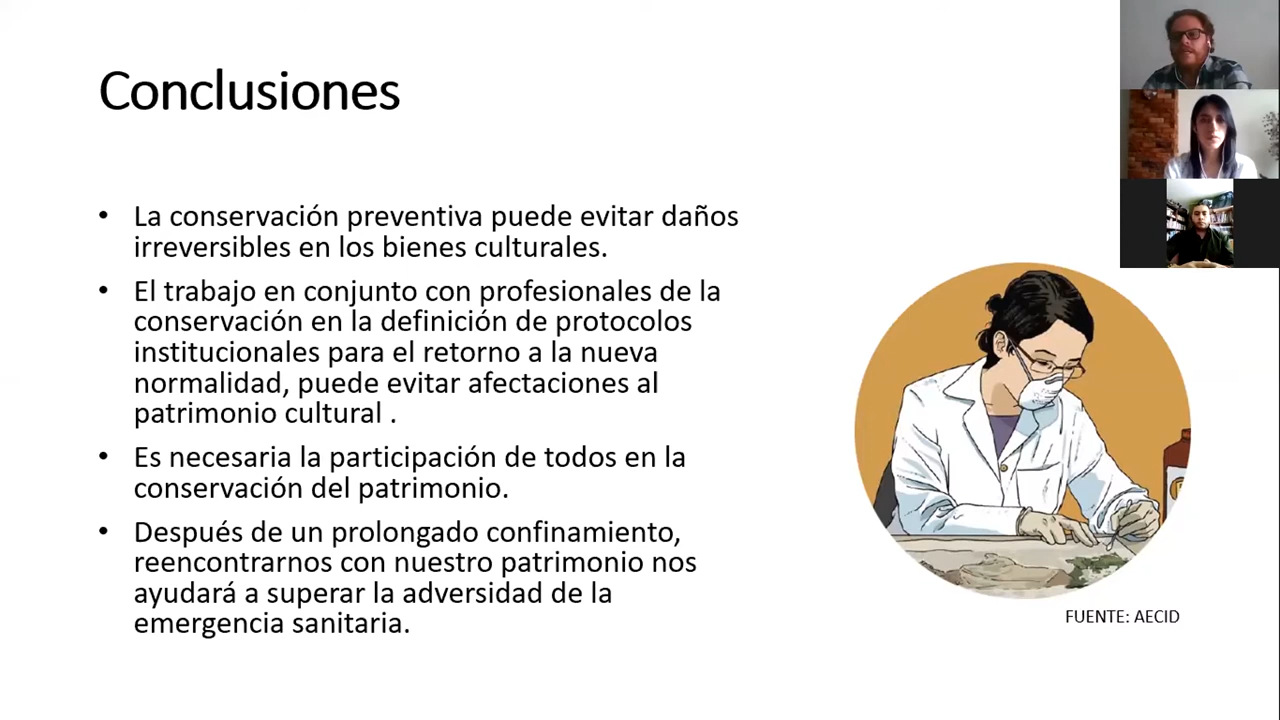 Conclusiones
• La conservación preventiva puede evitar daños
irreversibles en los bienes culturales.
• El trabajo en conjunto con profesionales de la
conservación en la definición de protocolos
institucionales para el retorno a la nueva
normalidad, puede evitar afectaciones al
patrimonio cultural .
• Es necesaria la participación de todos en la
conservación del patrimonio.
• Después de un prolongado confinamiento,
reencontrarnos con nuestro patrimonio nos
ayudará a superar la adversidad de la
emergencia sanitaria.
FUENTE: AECID